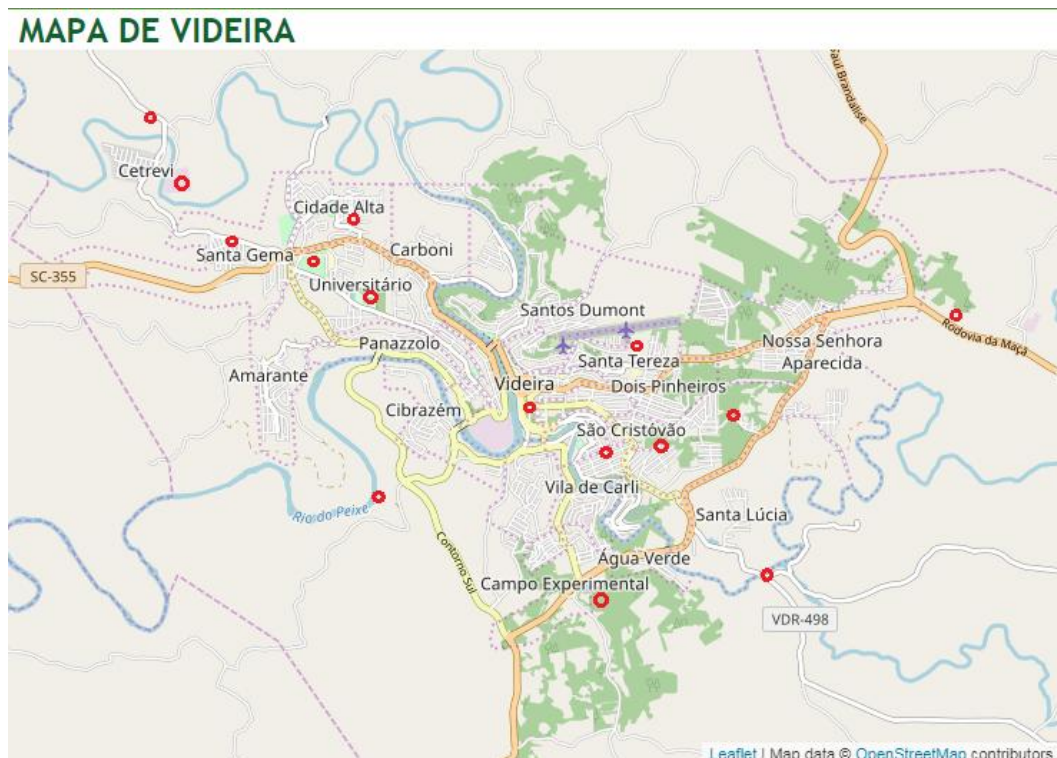 MAPA DE VIDEIRA
Saul Brandalise
Cetrevi
Cidade Alta
Carboni
Santa Gema
SC-355
Universitário
Santos Dumont
Rodovia da Maçã
Panazzolo
Nossa Senhora
Aparecida
Santa Tereza
Amarante
Videira
Dois Pinheiros
Cibrazém
São Cristóvão
Vila de Carli
Rio do Peixe
Santa Lúcia
Contorno Sul
Água Verde
Campo Experimental
VDR-498
Leaflet | Map data © OpenStreetMap contributors